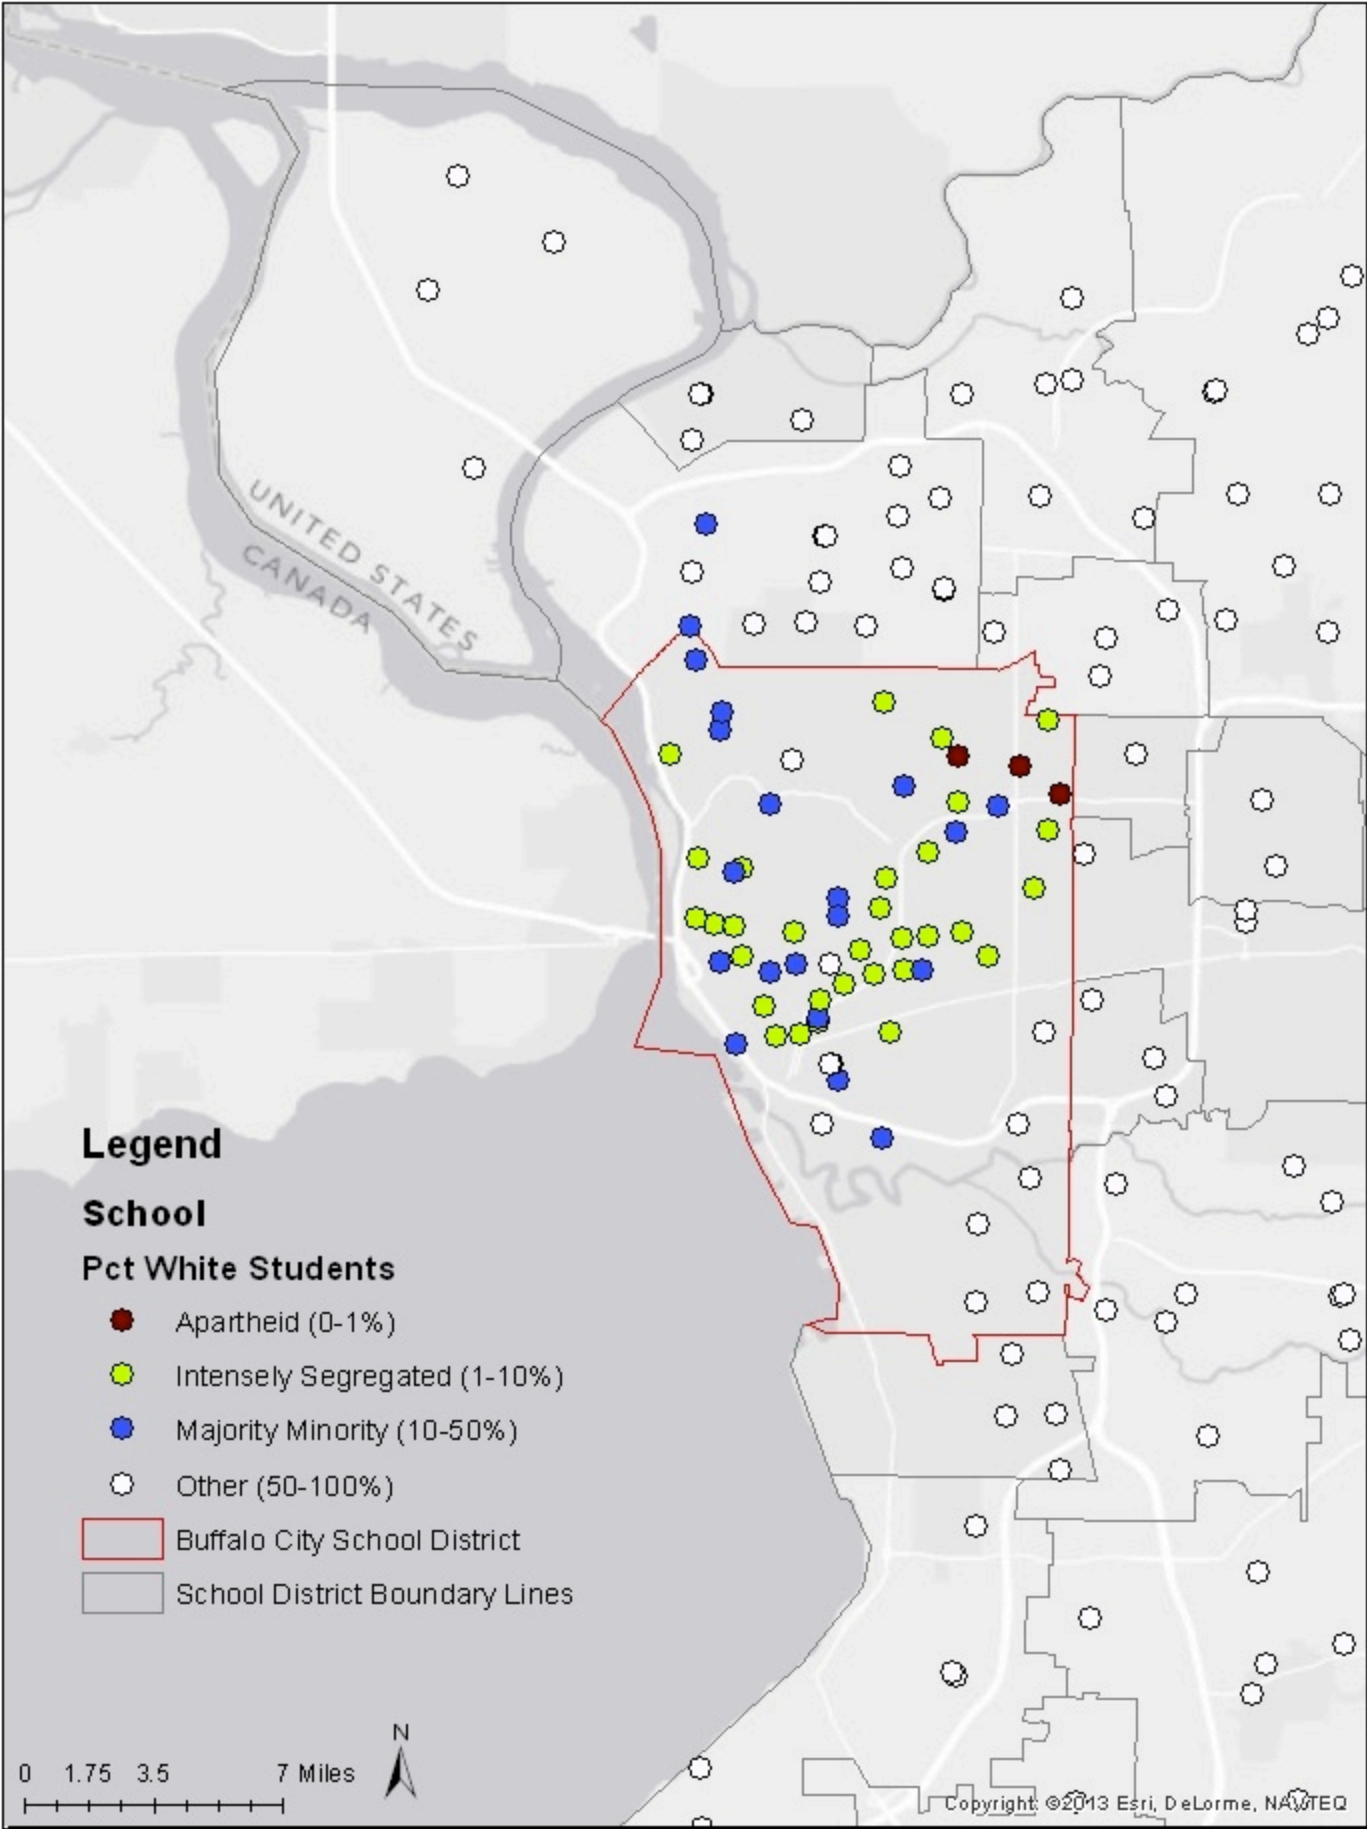 UNITED STATES
CANADA
Legend
School
Pct White Students
Apartheid (0-1%)
Intensely Segregated (1-10%)
Majority Minority (10-50%)
Other (50-100%)
Buffalo City School District
School District Boundary Lines
N
0 1.75 3.5 7 Miles
Copyright: ©2013 Esri, DeLorme, NAVTEQ